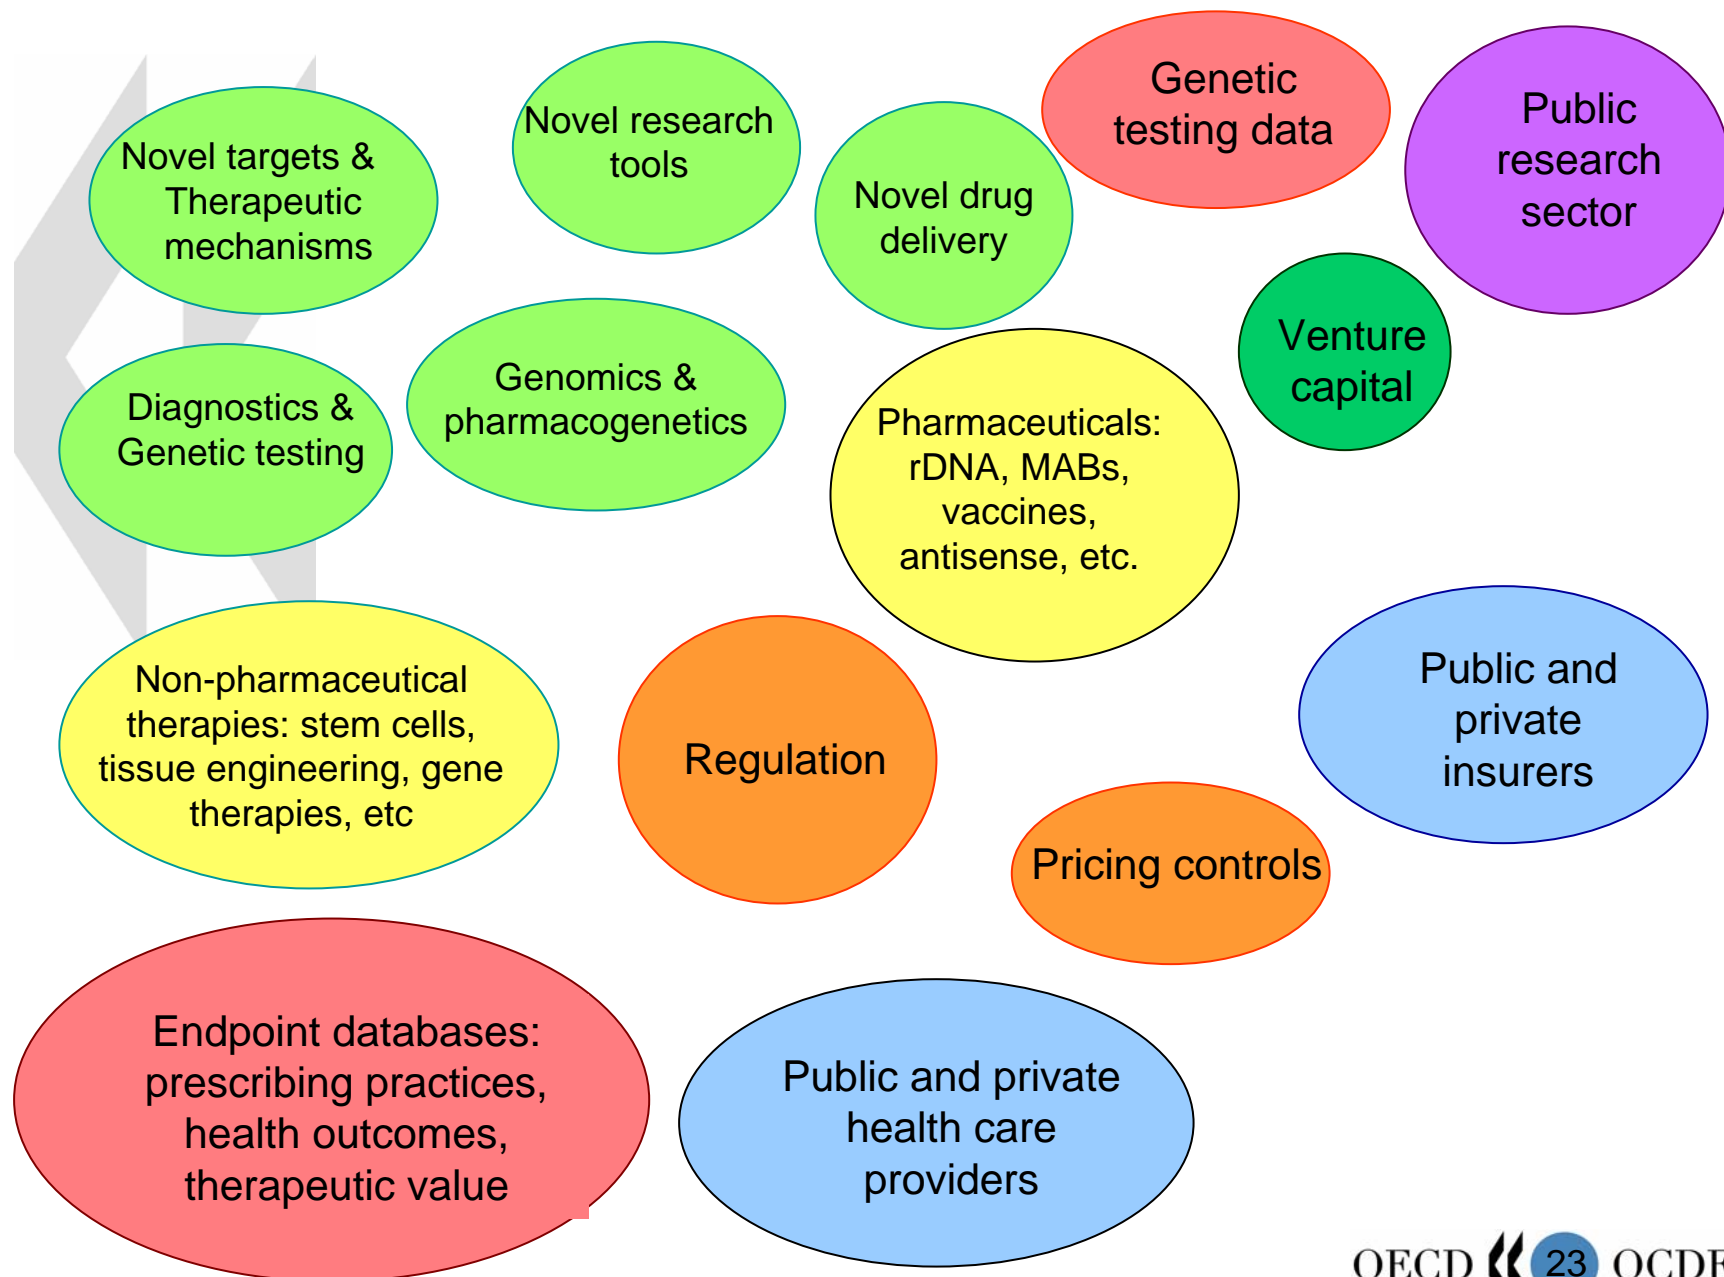 Novel targets &
Therapeutic
mechanisms
Novel research
tools
Novel drug
delivery
Genetic
testing data
Public
research
sector
Diagnostics &
Genetic testing
Genomics &
pharmacogenetics
Pharmaceuticals:
rDNA, MABs,
vaccines,
antisense, etc.
Venture
capital
Non-pharmaceutical
therapies: stem cells,
tissue engineering, gene
therapies, etc
Regulation
Pricing controls
Public and
private
insurers
Endpoint databases:
prescribing practices,
health outcomes,
therapeutic value
Public and private
health care
providers
OECD 23 OCDE